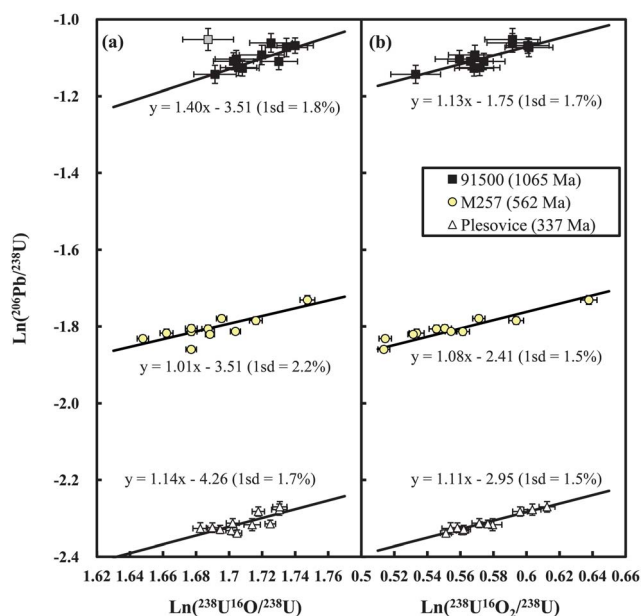 -1.0
(a)
(b)
y = 1.40x - 3.51 (1sd = 1.8%)
y = 1.13x - 1.75 (1sd = 1.7%)
-1.2
-1.4
91500 (1065 Ma)
M257 (562 Ma)
Plesovice (337 Ma)
Ln(²⁰⁶Pb/²³⁸U)
-1.6
-1.8
y = 1.01x - 3.51 (1sd = 2.2%)
y = 1.08x - 2.41 (1sd = 1.5%)
-2.0
-2.2
y = 1.14x - 4.26 (1sd = 1.7%)
y = 1.11x - 2.95 (1sd = 1.5%)
-2.4
1.62 1.64 1.66 1.68 1.7 1.72 1.74 1.76 0.5 0.52 0.54 0.56 0.58 0.6 0.62 0.64 0.66
Ln(²³⁸U¹⁶O/²³⁸U)
Ln(²³⁸U¹⁶O₂/²³⁸U)